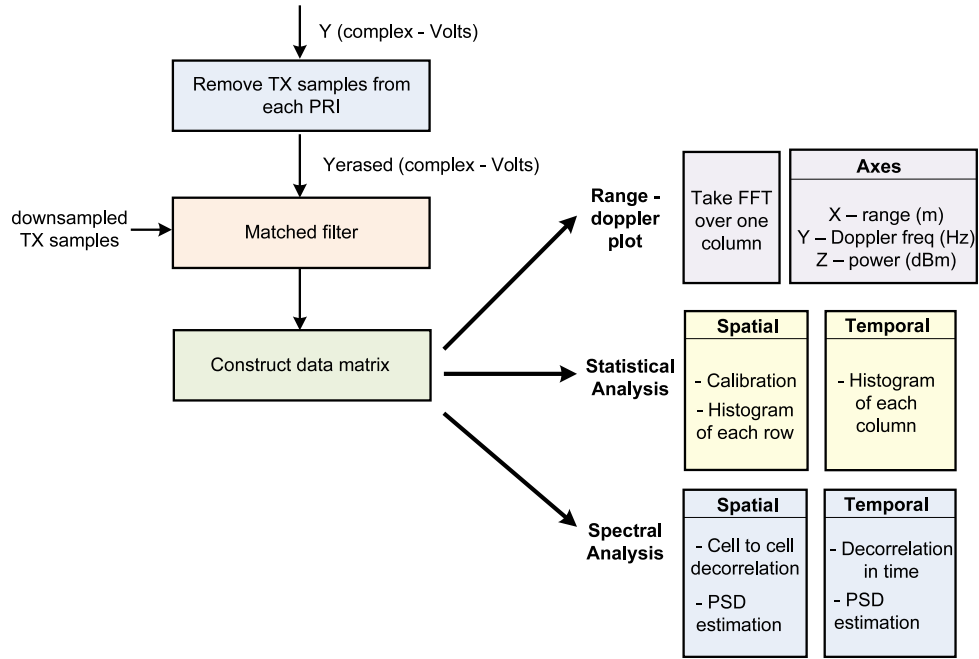 Y (complex - Volts)
Remove TX samples from
each PRI
Yerased (complex - Volts)
downsampled
TX samples
Matched filter
Construct data matrix
Range -
doppler
plot
Take FFT
over one
column
Axes
X – range (m)
Y – Doppler freq (Hz)
Z – power (dBm)
Statistical
Analysis
Spatial
- Calibration
- Histogram
of each row
Temporal
- Histogram
of each
column
Spectral
Analysis
Spatial
- Cell to cell
decorrelation
- PSD
estimation
Temporal
- Decorrelation
in time
- PSD
estimation